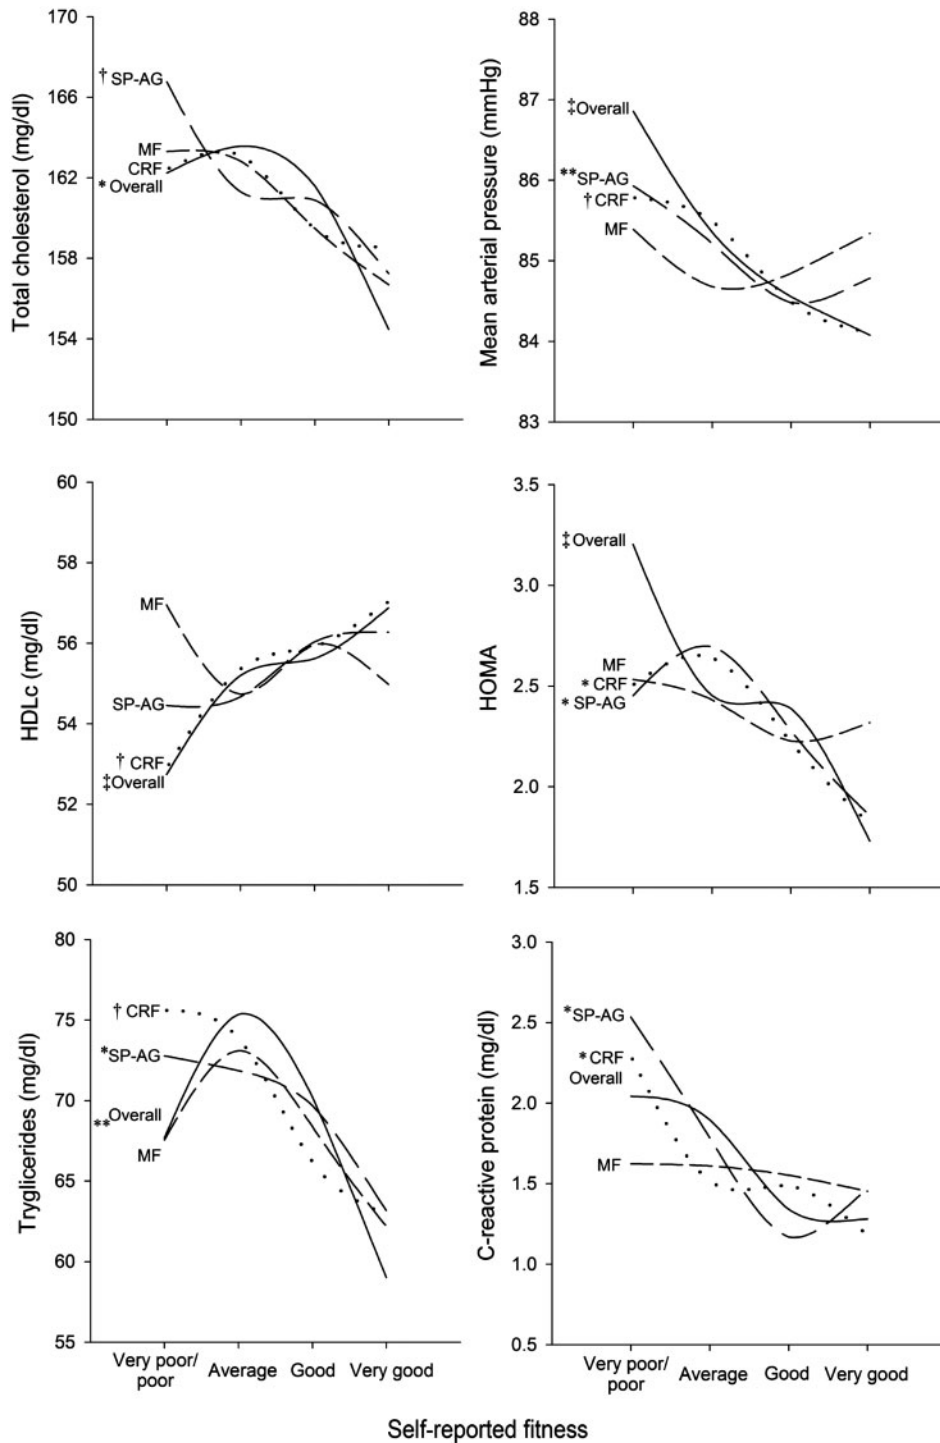 170
166
162
158
154
150
Total cholesterol (mg/dl)
† SP-AG
MF
CRF
* Overall
88
87
86
85
84
83
Mean arterial pressure (mmHg)
‡Overall
**SP-AG
†CRF
MF
60
58
56
54
52
50
HDLc (mg/dl)
MF
SP-AG
† CRF
‡Overall
3.5
3.0
2.5
2.0
1.5
HOMA
‡Overall
MF
* CRF
* SP-AG
80
75
70
65
60
55
Tryglicerides (mg/dl)
† CRF
*SP-AG
**Overall
MF
Very poor/
poor
Average
Good
Very good
3.0
2.5
2.0
1.5
1.0
0.5
C-reactive protein (mg/dl)
*SP-AG
*CRF
Overall
MF
Very poor/
poor
Average
Good
Very good
Self-reported fitness